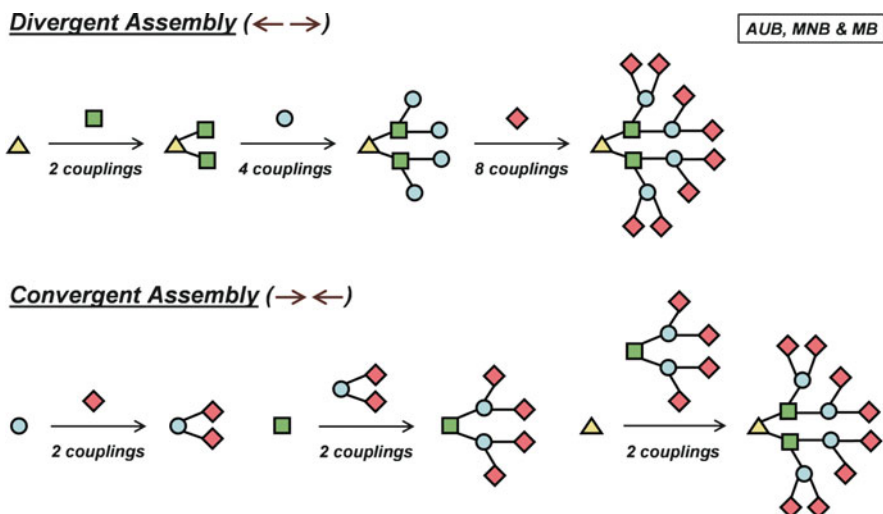 Divergent Assembly (← →)
AUB, MNB & MB
2 couplings
4 couplings
8 couplings
Convergent Assembly (→ ←)
2 couplings
2 couplings
2 couplings